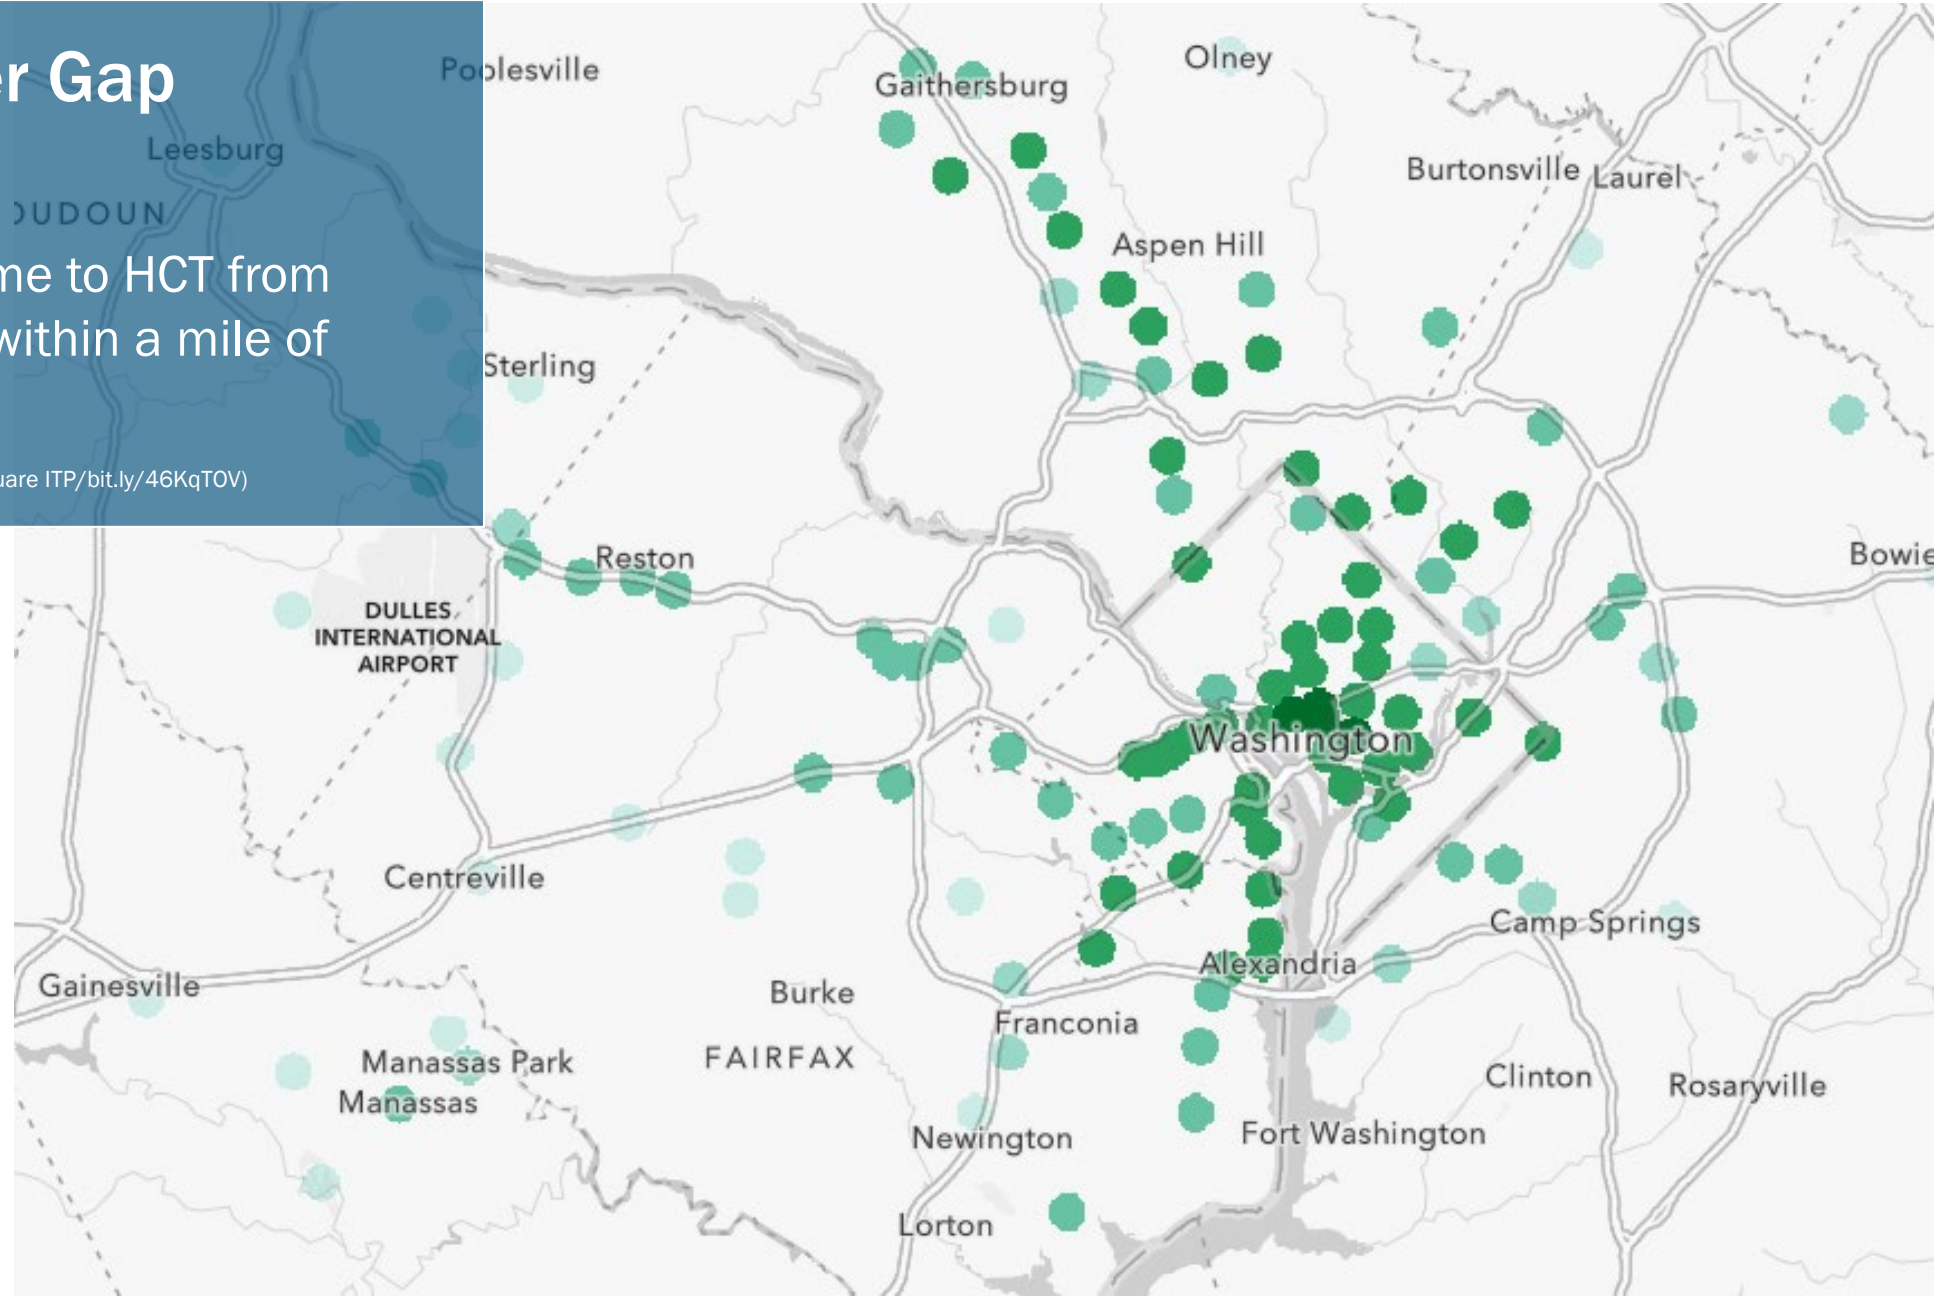 er Gap
me to HCT from
within a mile of
uare ITP/bit.ly/46KqTOV)
Poolesville
Gaithersburg
Olney
Leesburg
OUDOUN
Burtonsville
Laurel
Aspen Hill
Sterling
Reston
Bowie
DULLES
INTERNATIONAL
AIRPORT
Washington
Centreville
Camp Springs
Alexandria
Gainesville
Burke
Franconia
FAIRFAX
Manassas Park
Manassas
Clinton
Rosaryville
Newington
Fort Washington
Lorton